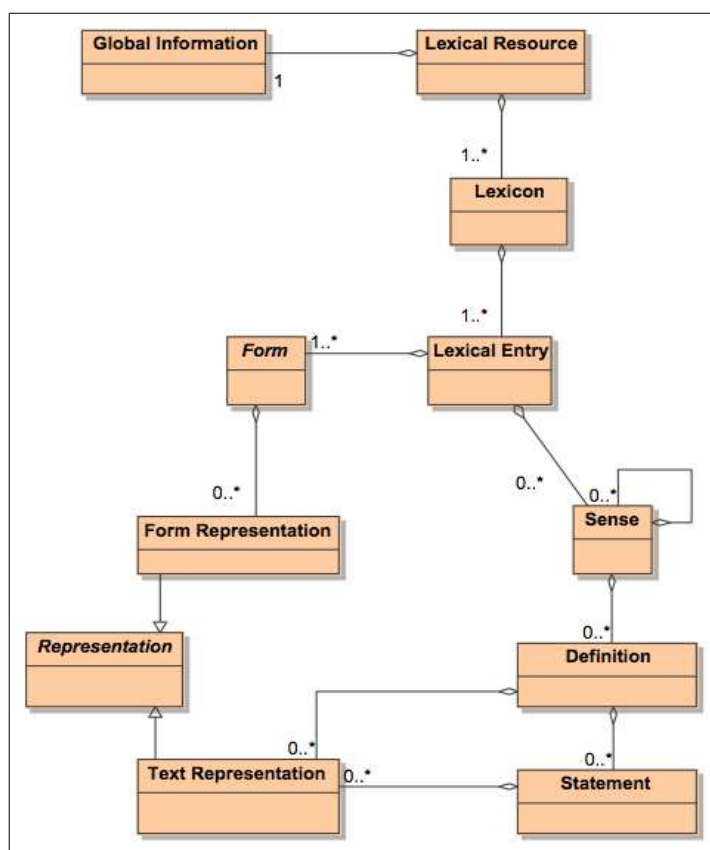 Global Information
Lexical Resource
1
1..*
Lexicon
1..*
Form
1..*
Lexical Entry
0..*
0..*
0..*
Form Representation
Sense
Representation
0..*
Definition
0..*
0..*
Text Representation
0..*
Statement